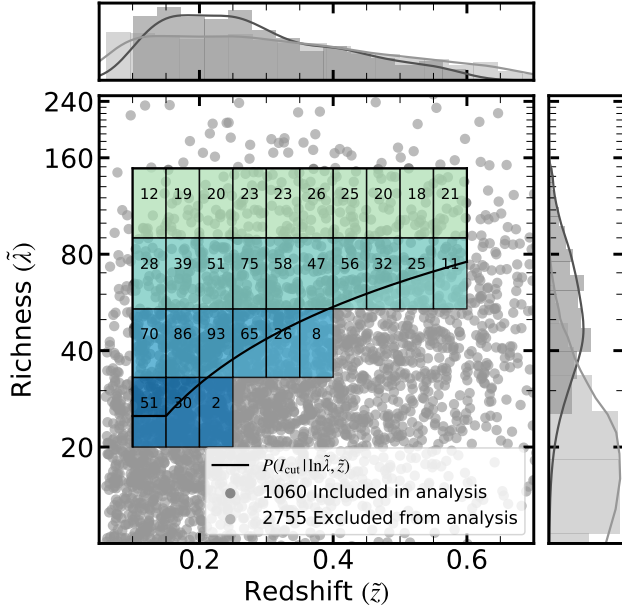 240
160
80
40
20
Richness (λ̃)
12 19 20 23 23 26 25 20 18 21
28 39 51 75 58 47 56 32 25 11
70 86 93 65 26 8
51 30 2
P(I_cut | ln λ̃, z̃)
1060 Included in analysis
2755 Excluded from analysis
0.2 0.4 0.6
Redshift (z̃)